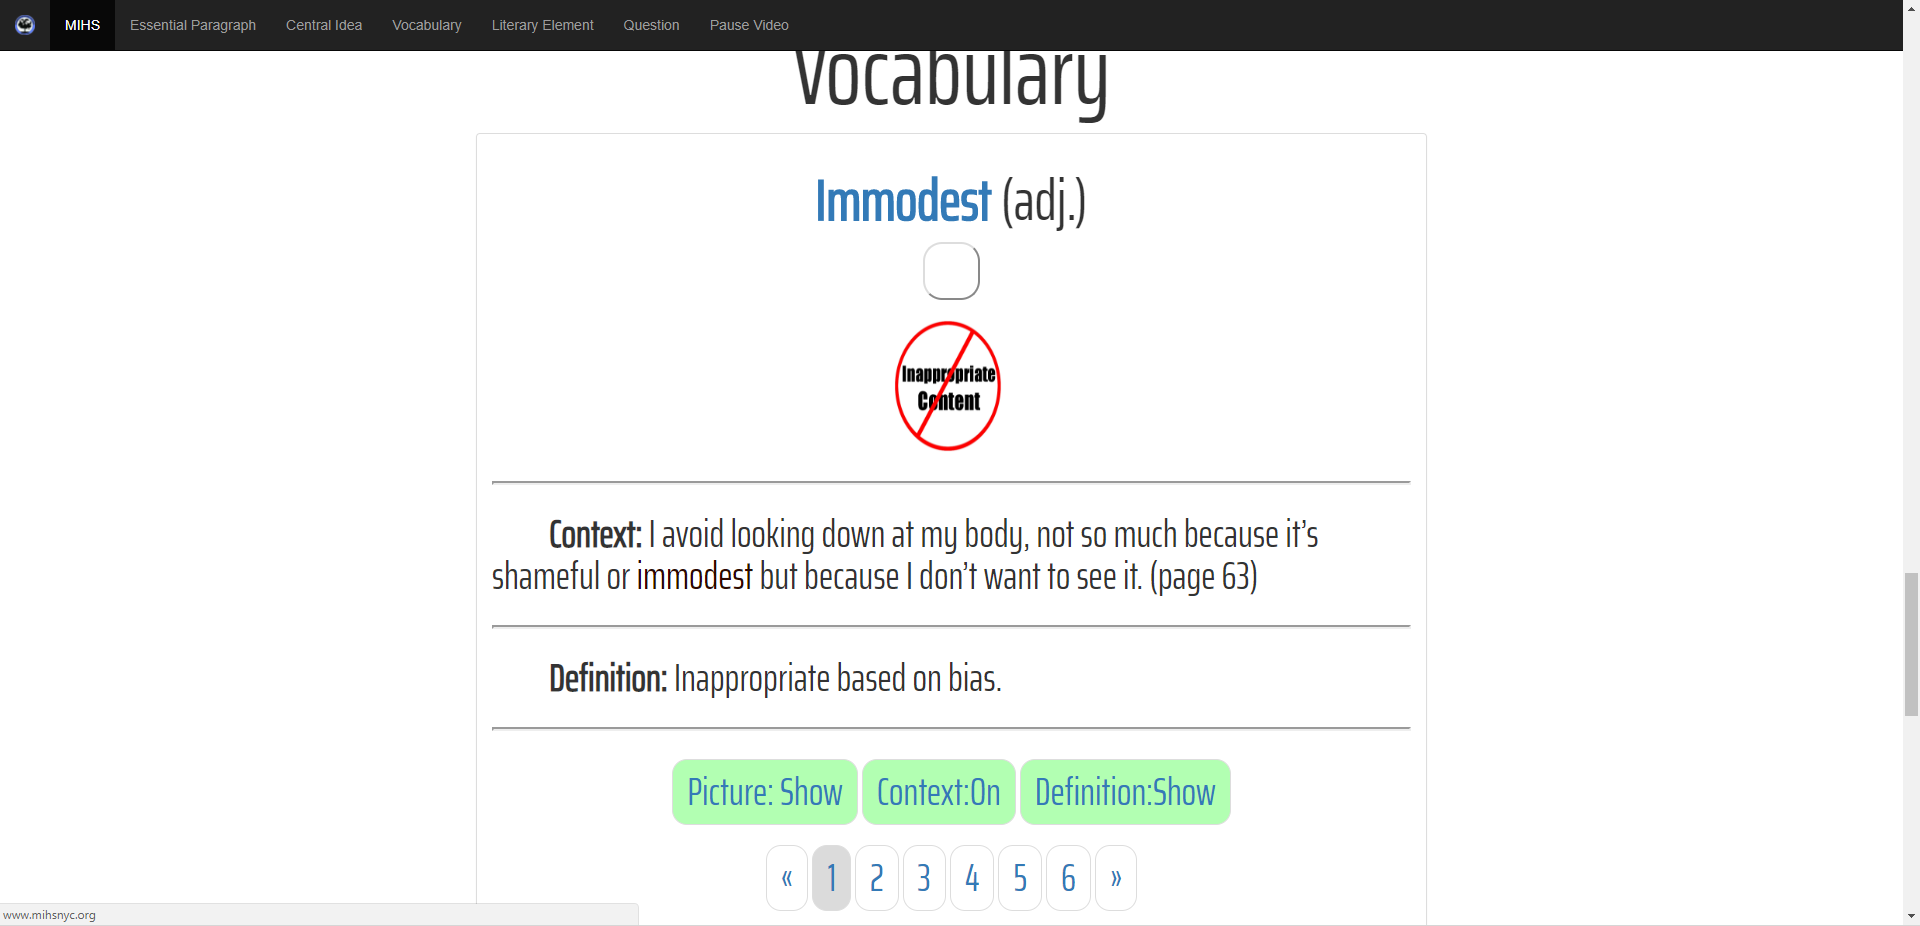 MIHS Essential Paragraph Central Idea Vocabulary Literary Element Question Pause Video
Vocabulary
Immodest (adj.)
Inappropriate
Content
Context: I avoid looking down at my body, not so much because it’s
shameful or immodest but because I don’t want to see it. (page 63)
Definition: Inappropriate based on bias.
Picture: Show Context:On Definition:Show
« 1 2 3 4 5 6 »
www.mihsnyc.org